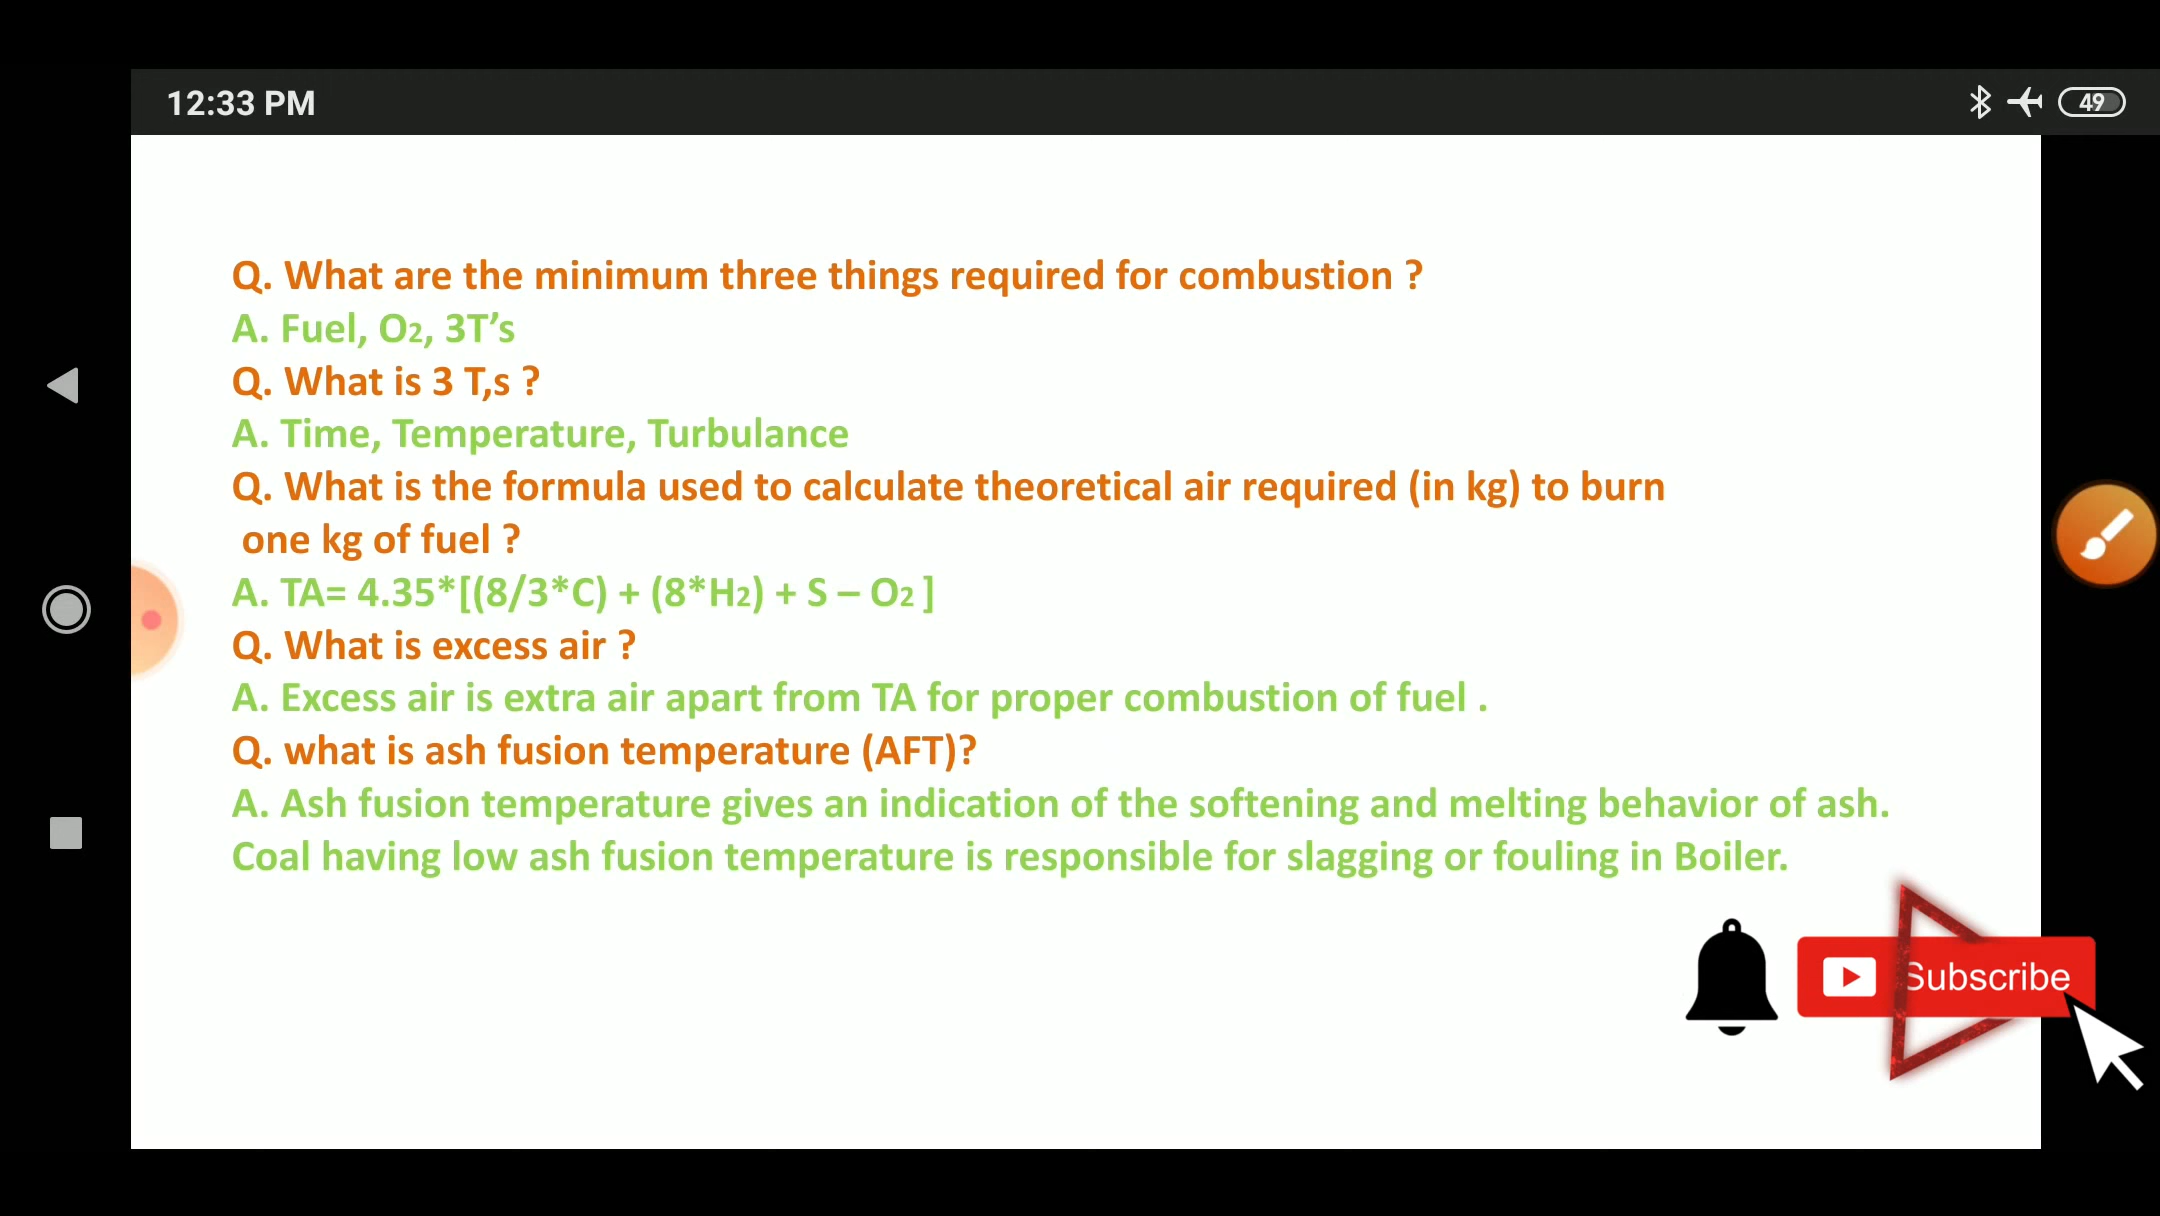 12:33 PM
49
Q. What are the minimum three things required for combustion ?
A. Fuel, O2, 3T’s
Q. What is 3 T,s ?
A. Time, Temperature, Turbulance
Q. What is the formula used to calculate theoretical air required (in kg) to burn
one kg of fuel ?
A. TA= 4.35*[(8/3*C) + (8*H2) + S – O2 ]
Q. What is excess air ?
A. Excess air is extra air apart from TA for proper combustion of fuel .
Q. what is ash fusion temperature (AFT)?
A. Ash fusion temperature gives an indication of the softening and melting behavior of ash.
Coal having low ash fusion temperature is responsible for slagging or fouling in Boiler.
Subscribe